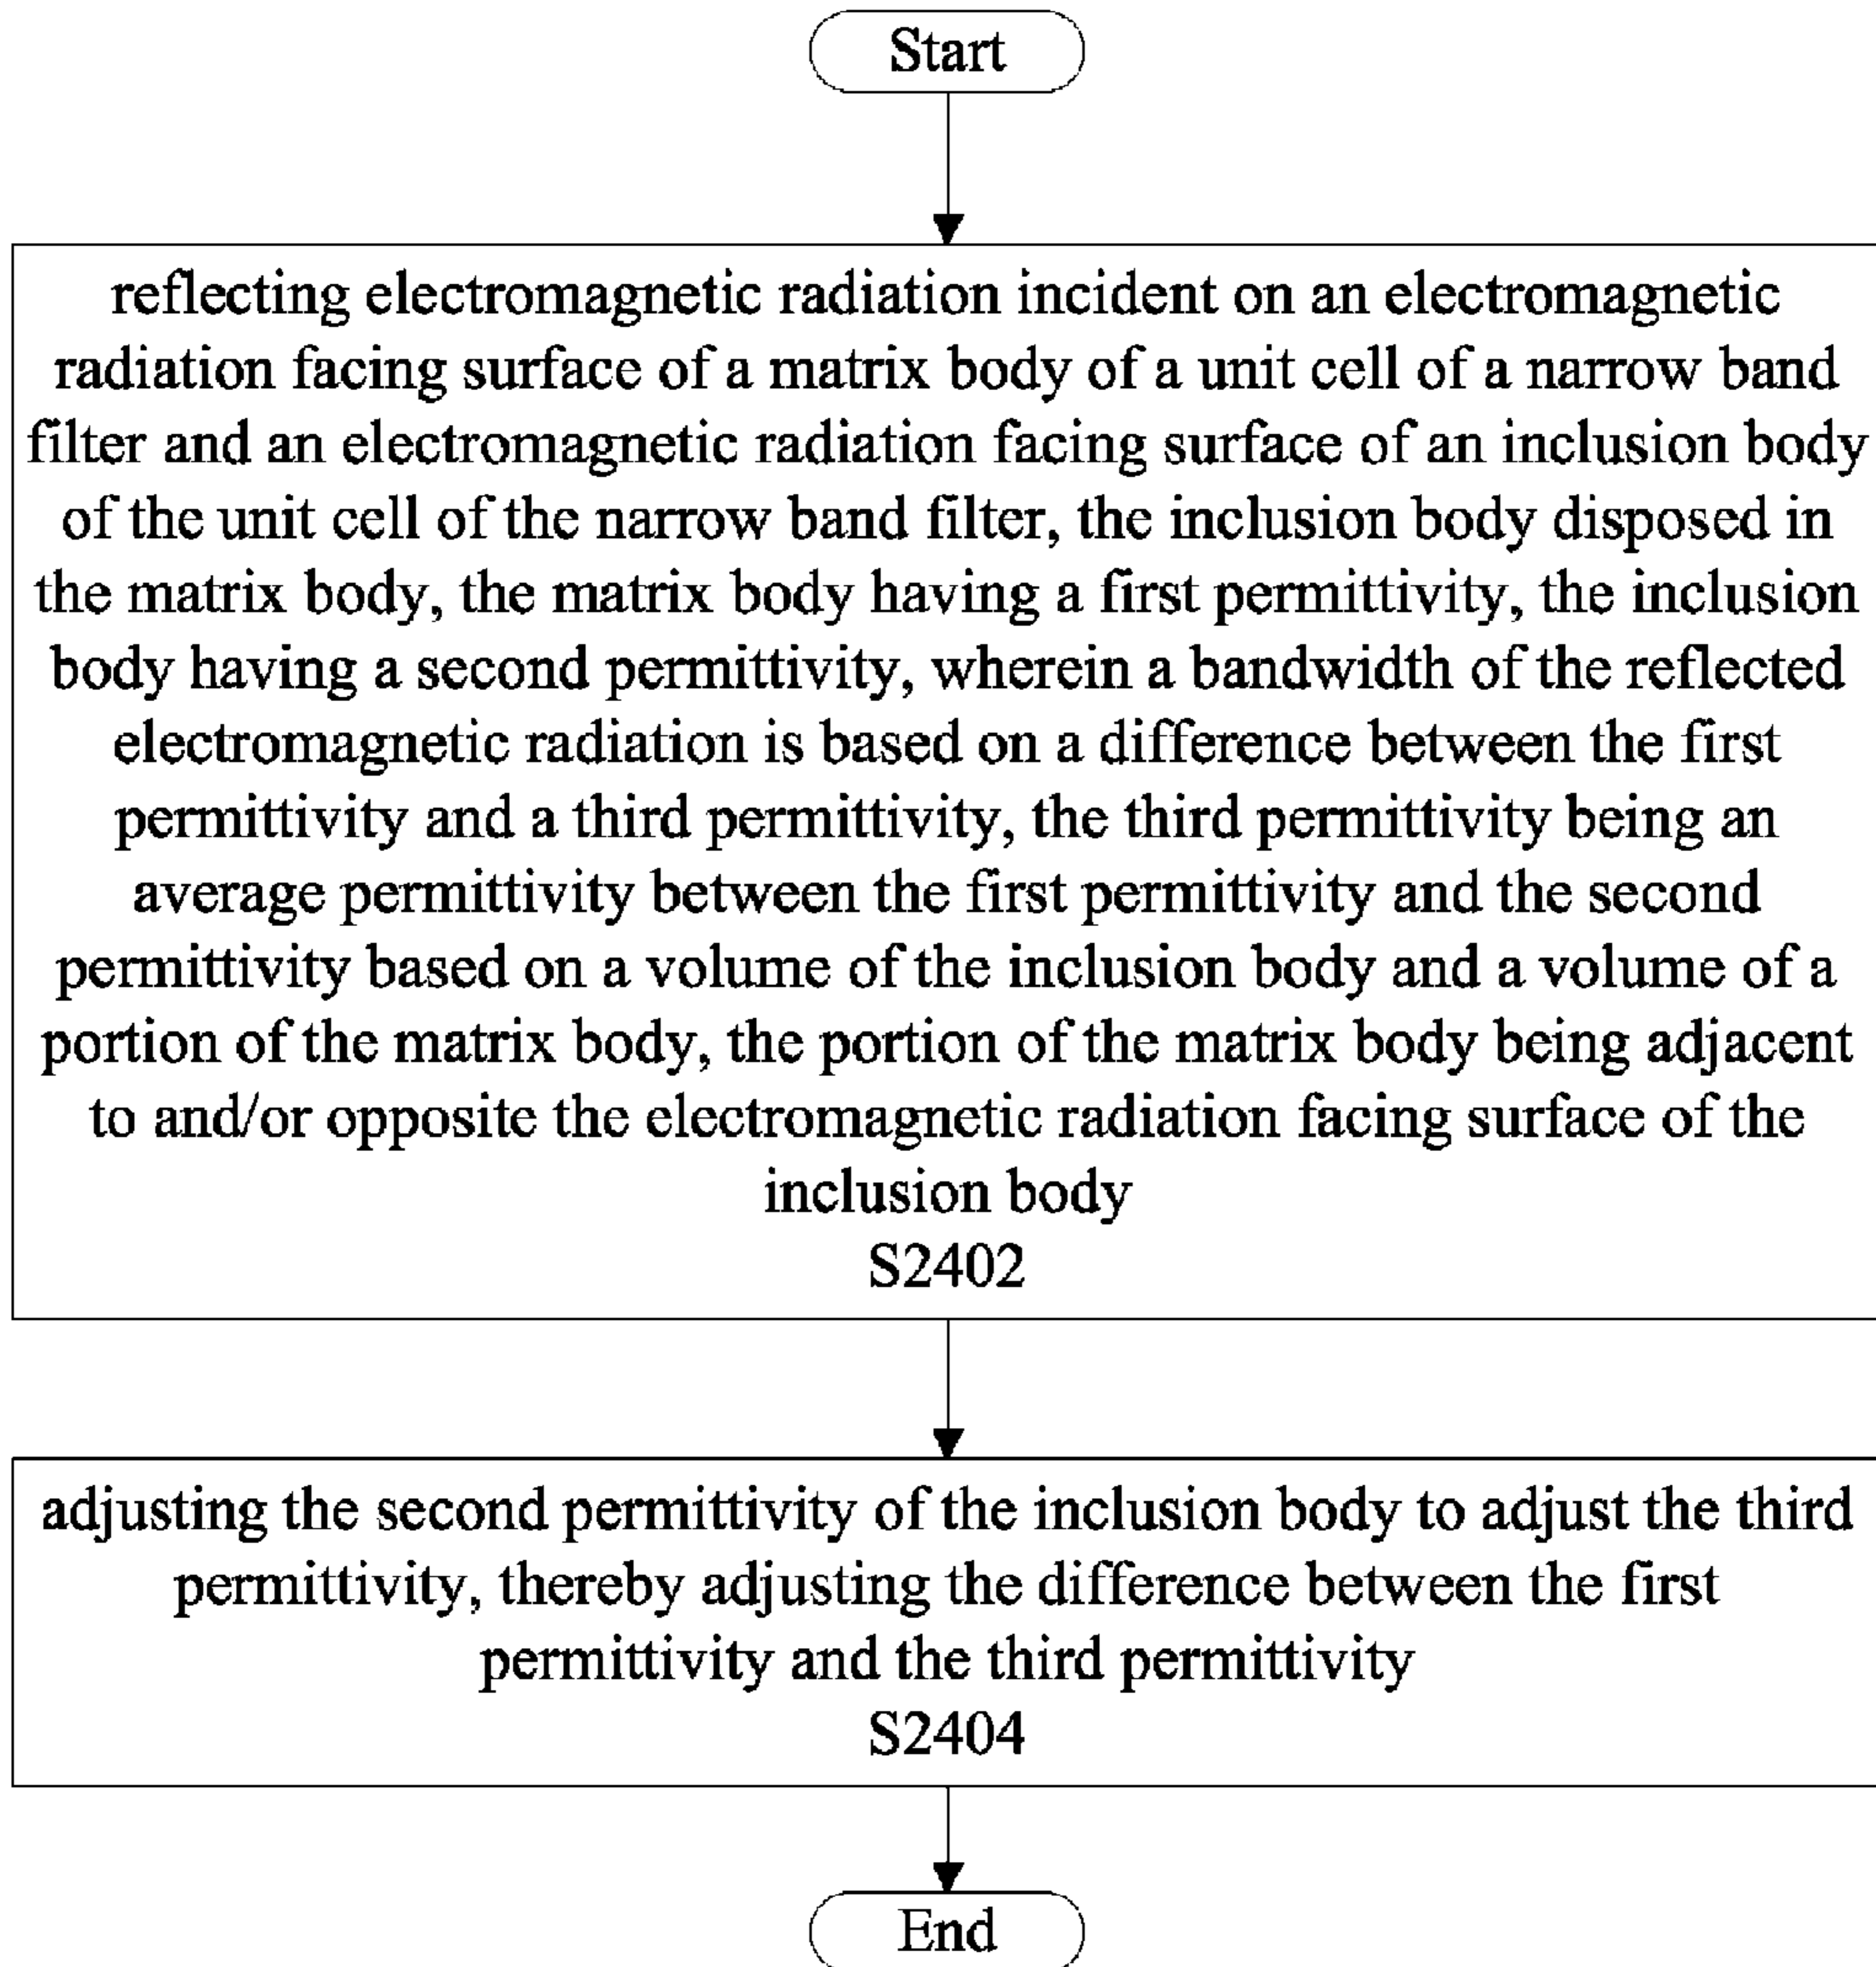 Start
reflecting electromagnetic radiation incident on an electromagnetic
radiation facing surface of a matrix body of a unit cell of a narrow band
filter and an electromagnetic radiation facing surface of an inclusion body
of the unit cell of the narrow band filter, the inclusion body disposed in
the matrix body, the matrix body having a first permittivity, the inclusion
body having a second permittivity, wherein a bandwidth of the reflected
electromagnetic radiation is based on a difference between the first
permittivity and a third permittivity, the third permittivity being an
average permittivity between the first permittivity and the second
permittivity based on a volume of the inclusion body and a volume of a
portion of the matrix body, the portion of the matrix body being adjacent
to and/or opposite the electromagnetic radiation facing surface of the
inclusion body
S2402
adjusting the second permittivity of the inclusion body to adjust the third
permittivity, thereby adjusting the difference between the first
permittivity and the third permittivity
S2404
End